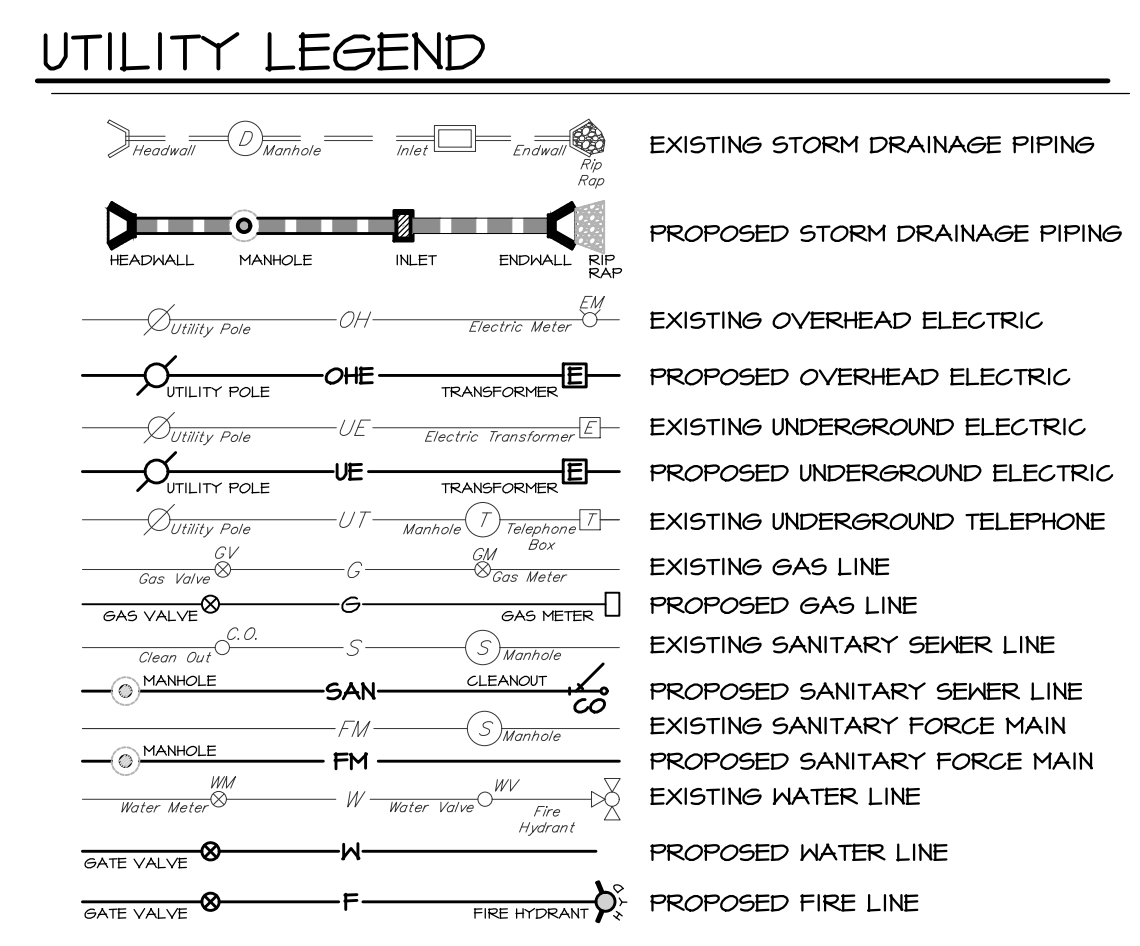 UTILITY LEGEND
Headwall D Manhole Inlet Endwall Rip Rap EXISTING STORM DRAINAGE PIPING
PROPOSED STORM DRAINAGE PIPING
HEADWALL MANHOLE INLET ENDWALL RIP RAP
Utility Pole OH Electric Meter EM EXISTING OVERHEAD ELECTRIC
UTILITY POLE OHE TRANSFORMER E PROPOSED OVERHEAD ELECTRIC
Utility Pole UE Electric Transformer E EXISTING UNDERGROUND ELECTRIC
UTILITY POLE UE TRANSFORMER E PROPOSED UNDERGROUND ELECTRIC
Utility Pole UT Manhole T Telephone Box T EXISTING UNDERGROUND TELEPHONE
Gas Valve GV G GM Gas Meter EXISTING GAS LINE
GAS VALVE G GAS METER PROPOSED GAS LINE
Clean Out C.O. S S Manhole EXISTING SANITARY SEWER LINE
MANHOLE SAN CLEANOUT CO PROPOSED SANITARY SEWER LINE
FM S Manhole EXISTING SANITARY FORCE MAIN
MANHOLE FM PROPOSED SANITARY FORCE MAIN
Water Meter WM W Water Valve WV Fire Hydrant EXISTING WATER LINE
GATE VALVE W PROPOSED WATER LINE
GATE VALVE F FIRE HYDRANT HYD PROPOSED FIRE LINE